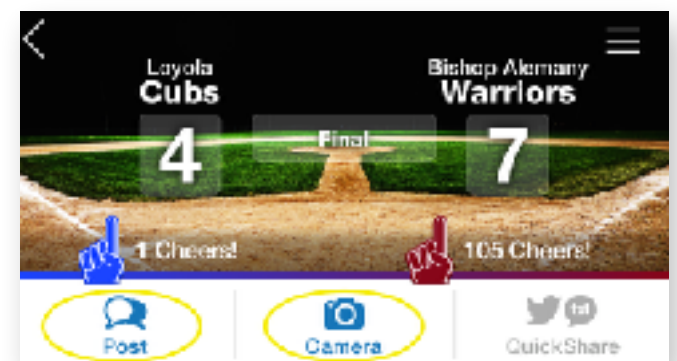 Loyola
Cubs
Bishop Alemany
Warriors
4
Final
7
1 Cheers!
105 Cheers!
Post
Camera
QuickShare